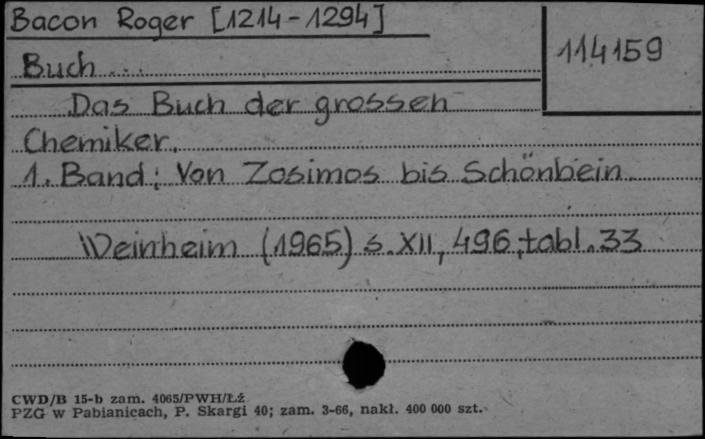 Bacon Roger [1214-1294]
114159
Buch ...
Das Buch der grossen
Chemiker.
1. Band: Von Zosimos bis Schönbein
Weinheim (1965) s. XII, 496, tabl. 33
CWD/B 15-b zam. 4065/PWH/Łź
PZG w Pabianicach, P. Skargi 40; zam. 3-66, nakł. 400 000 szt.